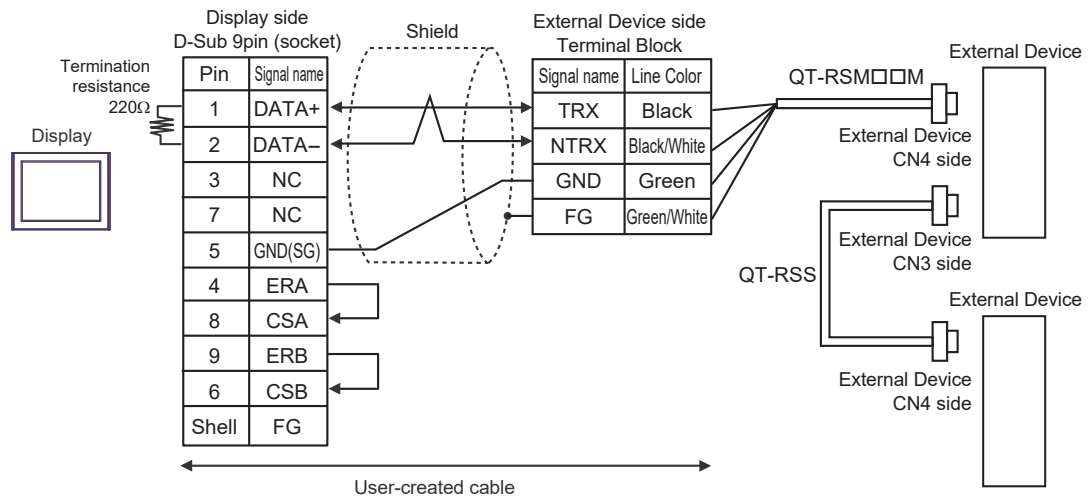 Display side
D-Sub 9pin (socket)
Shield
External Device side
Terminal Block
External Device
Termination
resistance
220Ω
Display
Pin Signal name
1 DATA+
2 DATA–
3 NC
7 NC
5 GND(SG)
4 ERA
8 CSA
9 ERB
6 CSB
Shell FG
Signal name Line Color
TRX Black
NTRX Black/White
GND Green
FG Green/White
QT-RSM□□M
External Device
CN4 side
External Device
CN3 side
QT-RSS
External Device
External Device
CN4 side
User-created cable